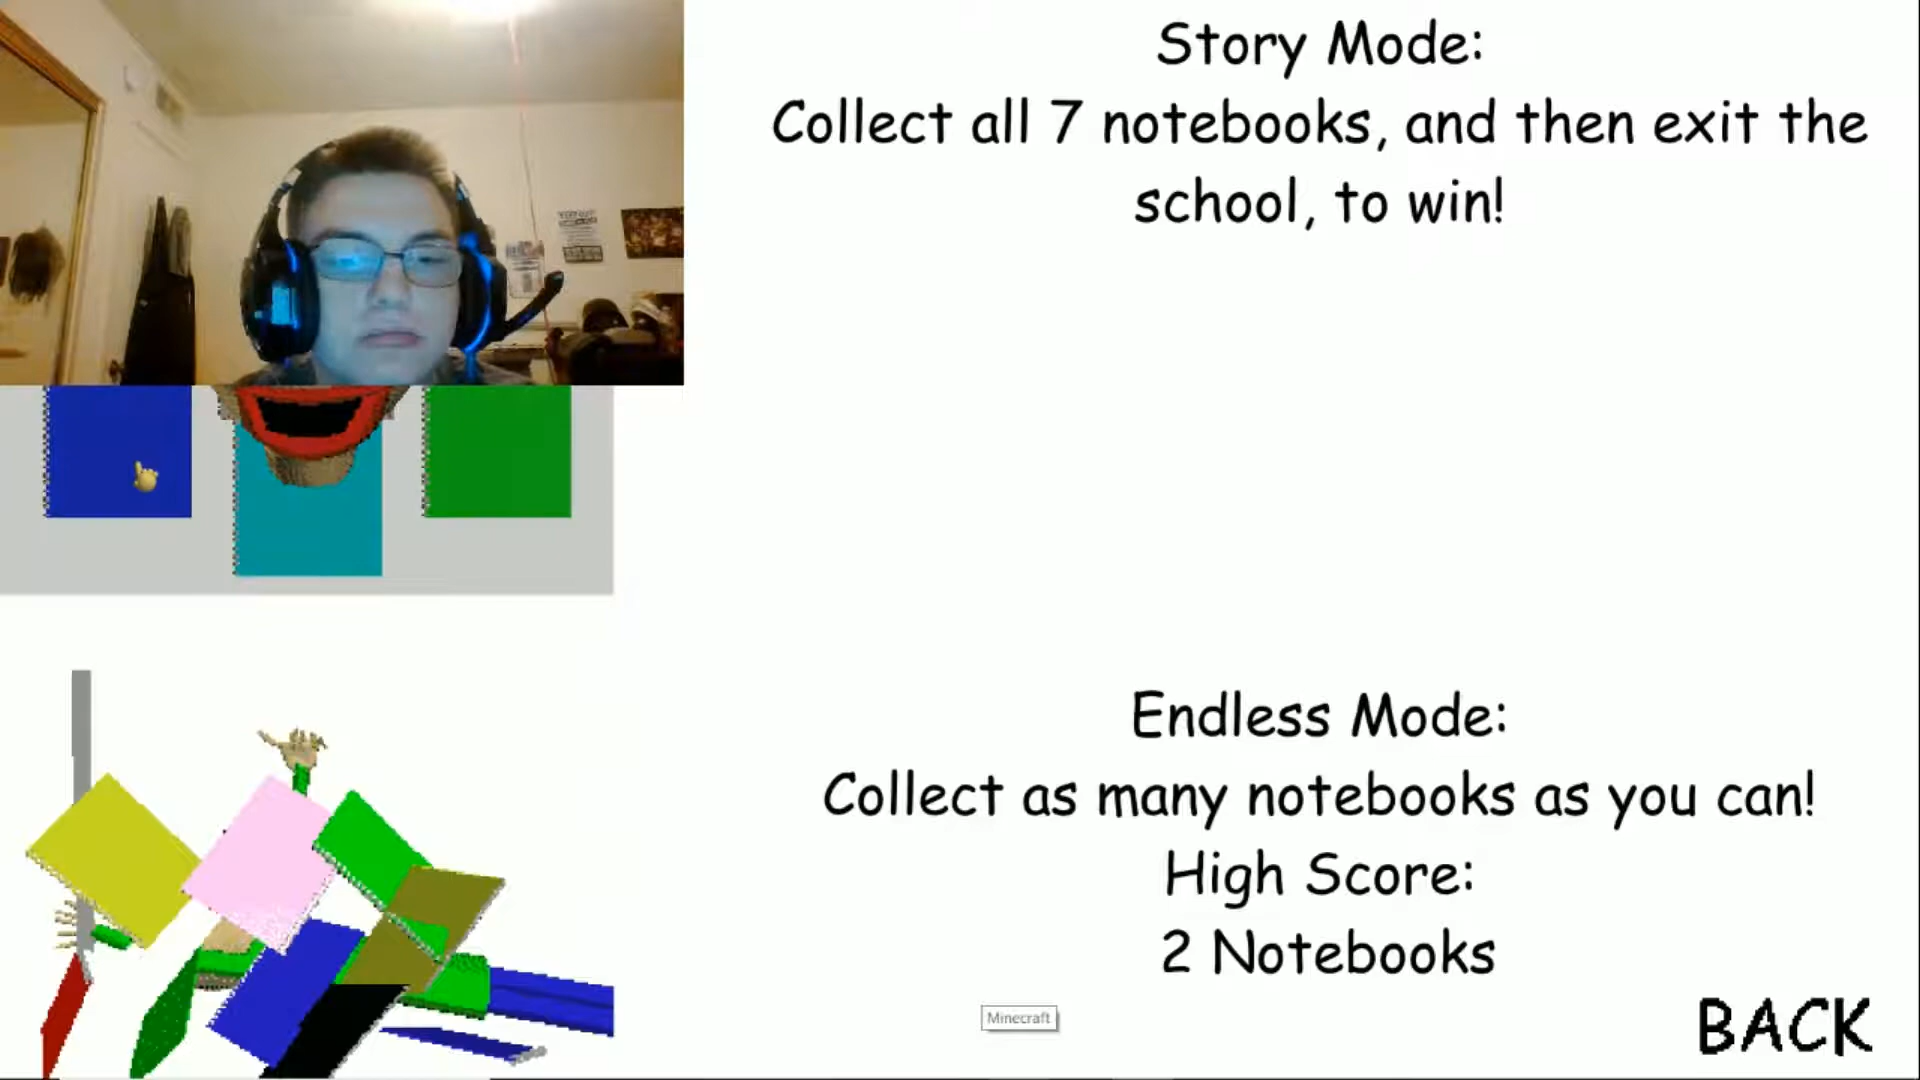 Story Mode:
Collect all 7 notebooks, and then exit the
school, to win!
Endless Mode:
Collect as many notebooks as you can!
High Score:
2 Notebooks
Minecraft
BACK